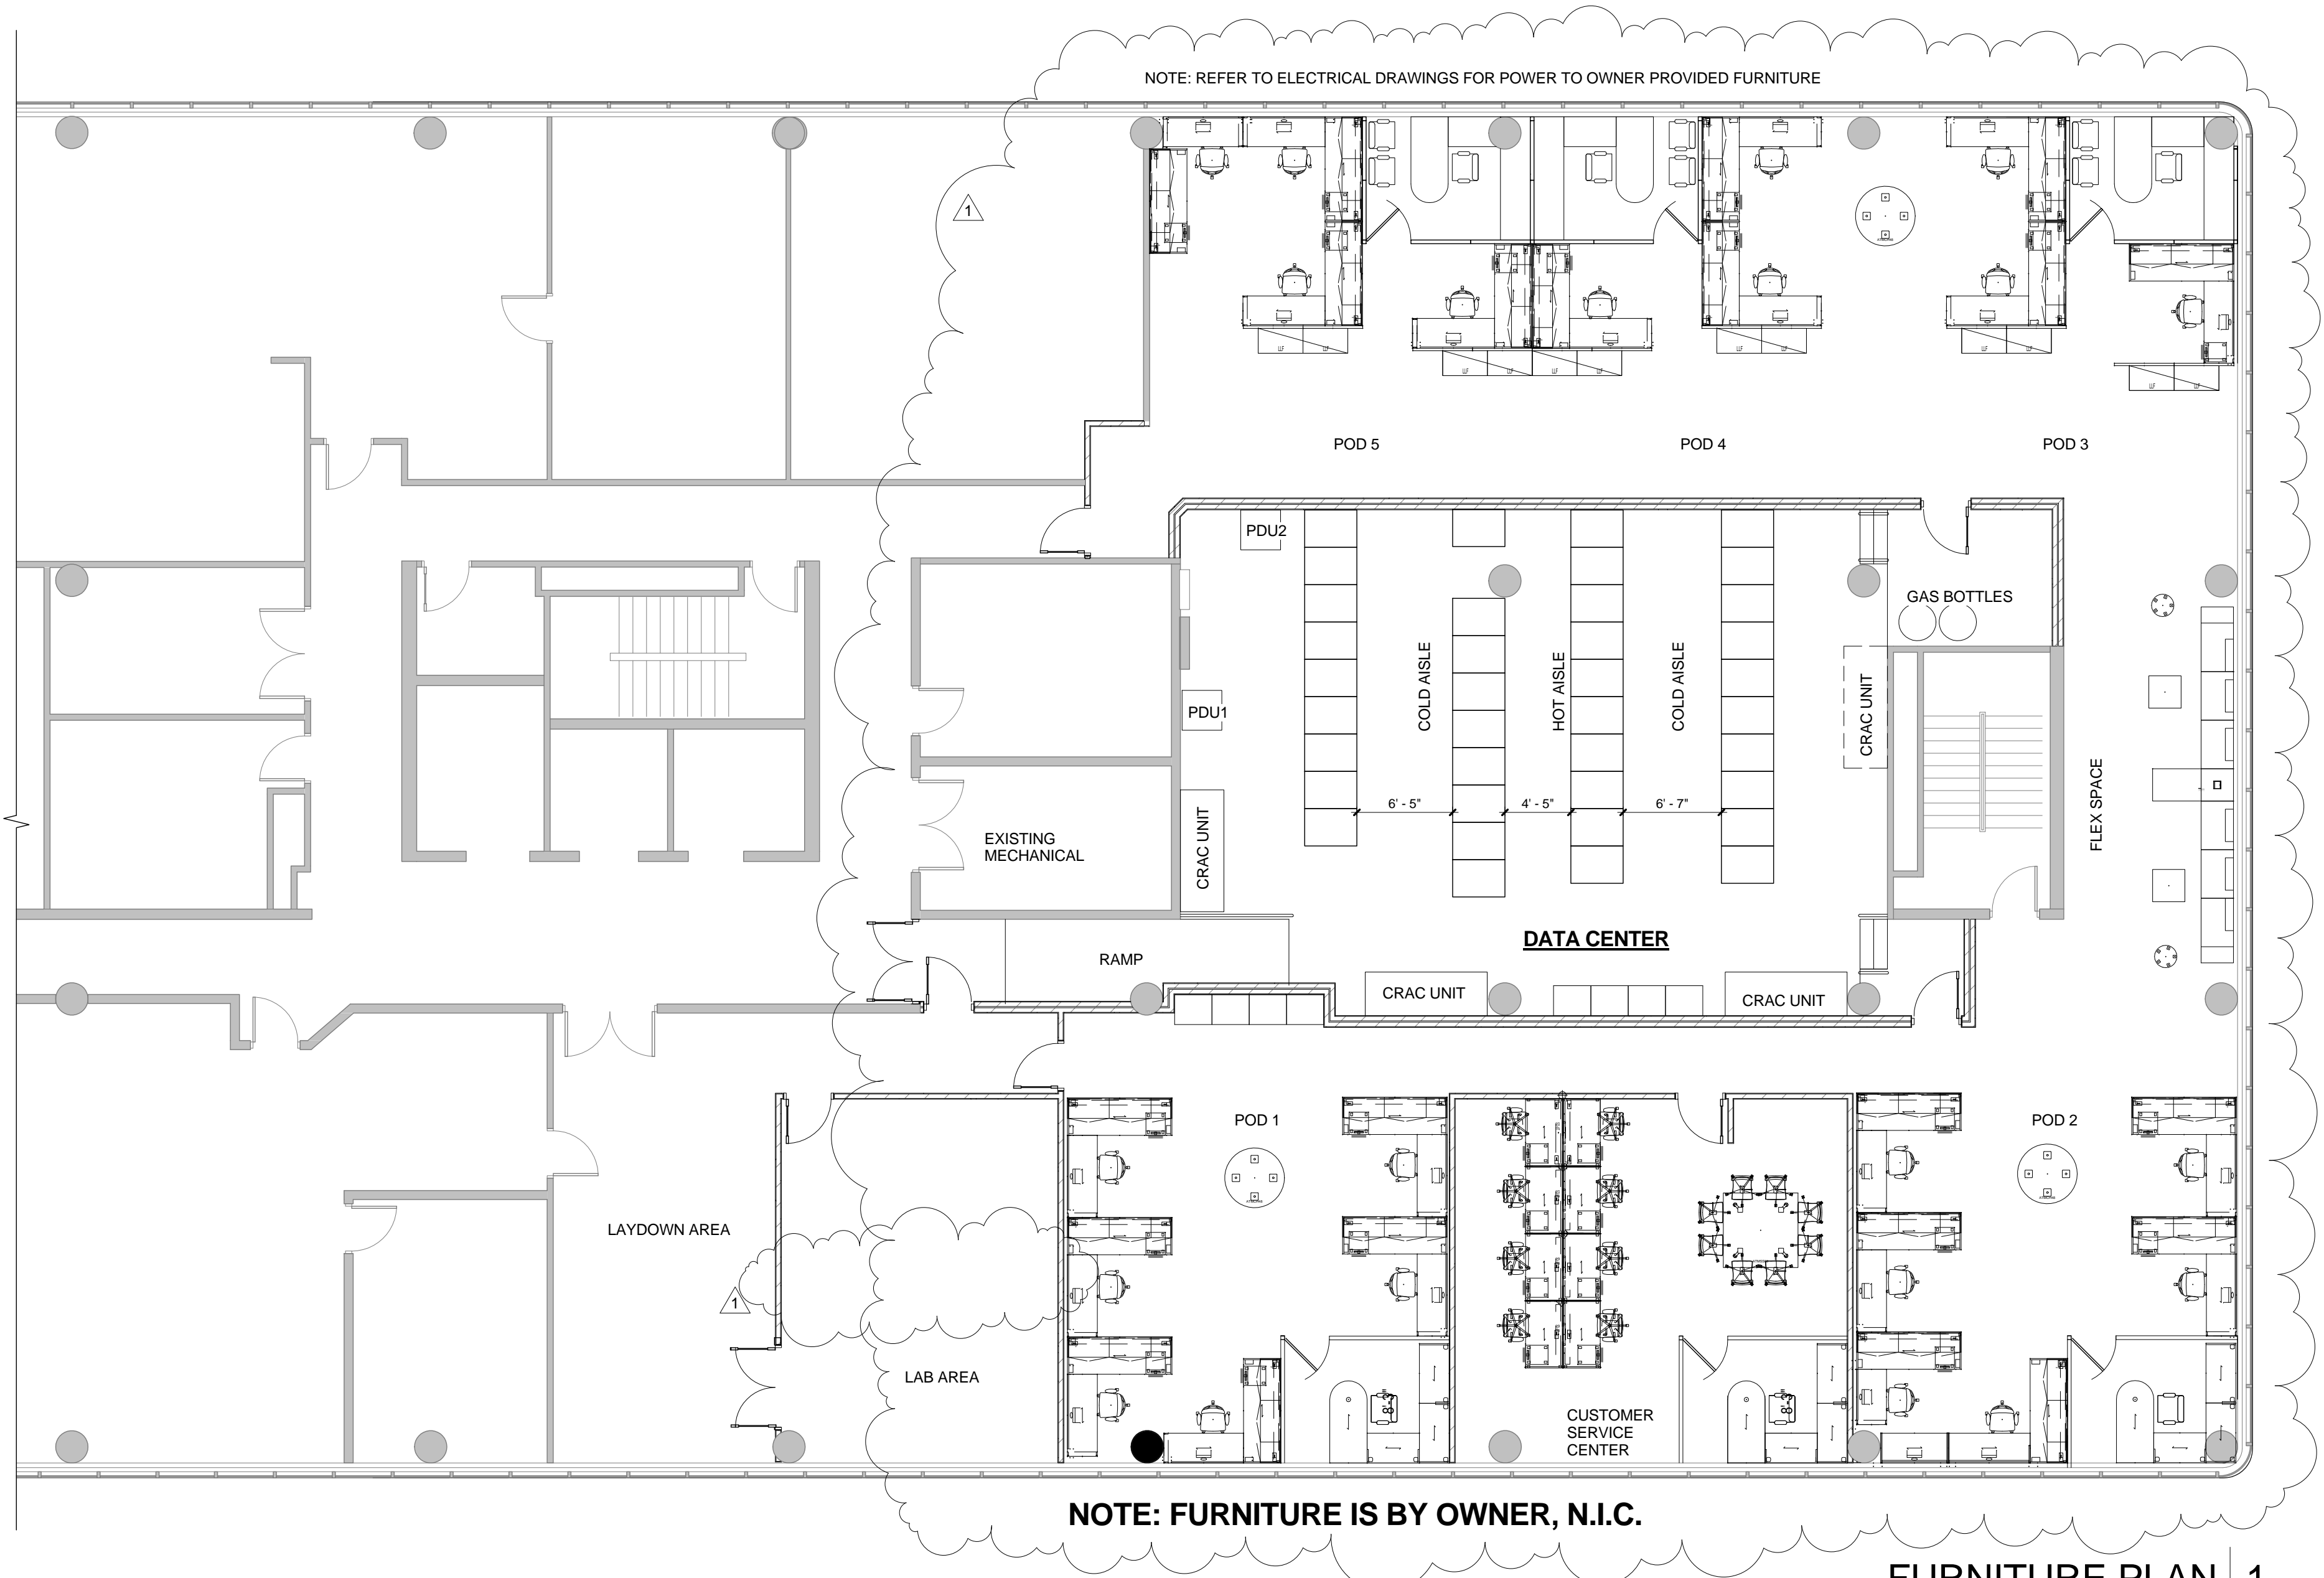 NOTE: REFER TO ELECTRICAL DRAWINGS FOR POWER TO OWNER PROVIDED FURNITURE
1
POD 5
POD 4
POD 3
PDU2
GAS BOTTLES
COLD AISLE
HOT AISLE
COLD AISLE
CRAC UNIT
PDU1
FLEX SPACE
6' - 5"
4' - 5"
6' - 7"
EXISTING
MECHANICAL
CRAC UNIT
DATA CENTER
RAMP
CRAC UNIT
CRAC UNIT
POD 1
POD 2
LAYDOWN AREA
1
LAB AREA
CUSTOMER
SERVICE
CENTER
NOTE: FURNITURE IS BY OWNER, N.I.C.
FURNITURE PLAN
1